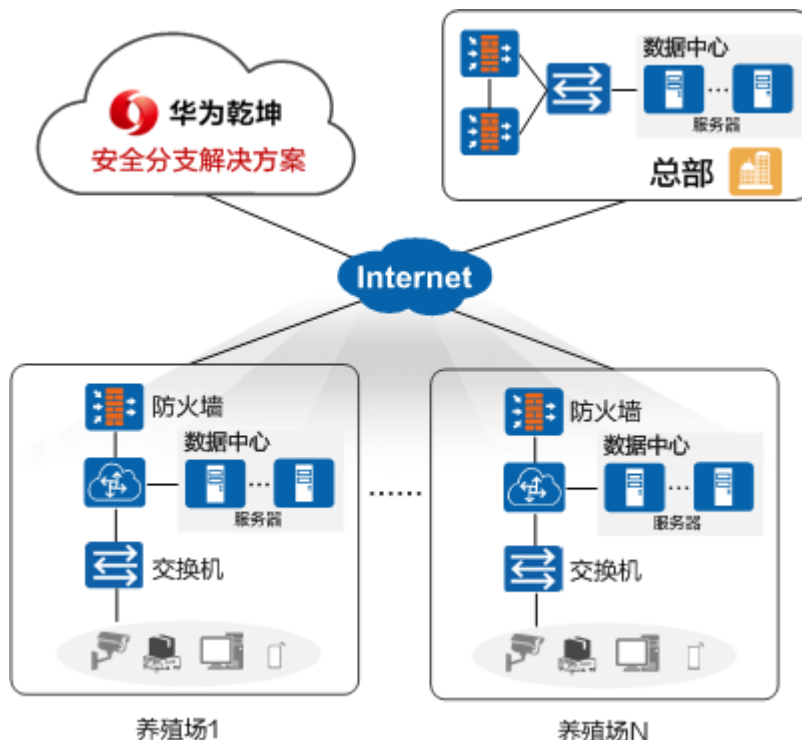 华为乾坤
安全分支解决方案
数据中心
...
服务器
总部
Internet
防火墙
数据中心
...
服务器
交换机
养殖场1
......
防火墙
数据中心
...
服务器
交换机
养殖场N